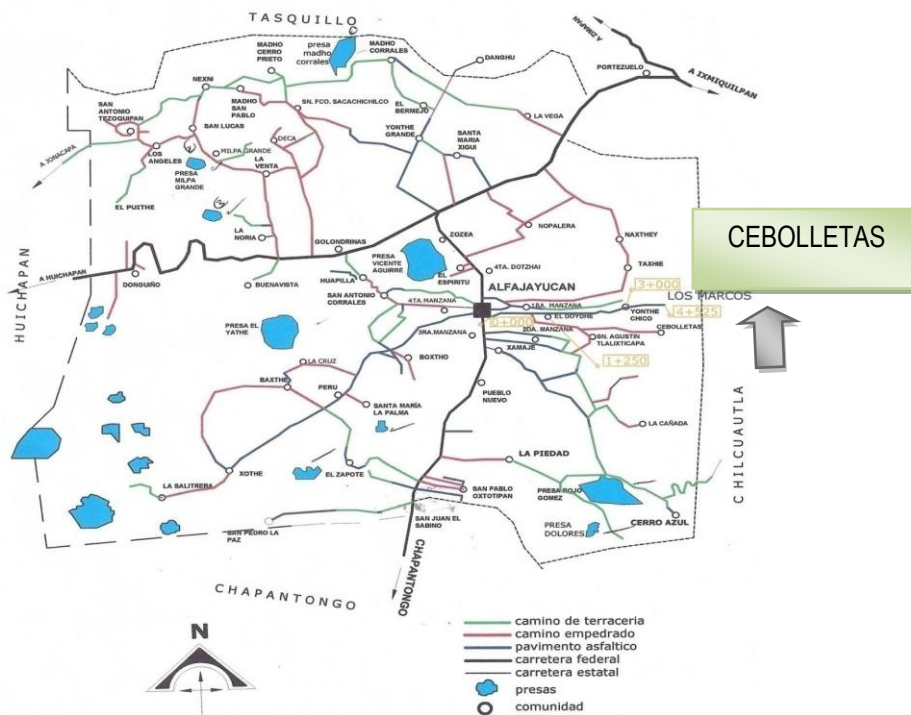 TASQUILLO
A ZIMAPAN
presa
madho
corrales
MADHO
CORRALES
MADHO
CERRO
PRIETO
DANGHU
PORTEZUELO
A IXMIQUILPAN
NEXNI
MADHO
SAN
PABLO
SN. FCO. SACACHICHILCO
EL
BERMEJO
LA VEGA
SAN
ANTONIO
TEZOQUIPAN
SAN LUCAS
DECA
YONTHE
GRANDE
SANTA
MARIA
XIGUI
A JONACAPA
LOS
ANGELES
MILPA GRANDE
LA
VENTA
PRESA
MILPA
GRANDE
EL PUITHE
LA
NORIA
GOLONDRINAS
ZOZEA
NOPALERA
NAXTHEY
CEBOLLETAS
HUICHAPAN
A HUICHAPAN
DONGUIÑO
BUENAVISTA
HUAPILLA
PRESA
VICENTE
AGUIRRE
EL
ESPIRITU
4TA. DOTZHAI
TAXHIE
3+000
SAN ANTONIO
CORRALES
ALFAJAYUCAN
LOS MARCOS
4TA.MANZANA
1RA. MANZANA
YONTHE
CHICO
4+525
PRESA EL
YATHE
3RA.MANZANA
0+000
EL DOYDHE
2DA. MANZANA
SN. AGUSTIN
TLALIXTICAPA
CEBOLLETAS
LA CRUZ
BOXTHO
XAMAJE
1+250
BAXTHE
PERU
SANTA MARÍA
LA PALMA
PUEBLO
NUEVO
LA CAÑADA
CHILCUAUTLA
XOTHE
EL ZAPOTE
LA PIEDAD
LA SALITRERA
SAN PABLO
OXTOTIPAN
PRESA ROJO
GOMEZ
SAN PEDRO LA
PAZ
SAN JUAN EL
SABINO
PRESA
DOLORES
CERRO AZUL
CHAPANTONGO
CHAPANTONGO
N
camino de terraceria
camino empedrado
pavimento asfaltico
carretera federal
carretera estatal
presas
comunidad